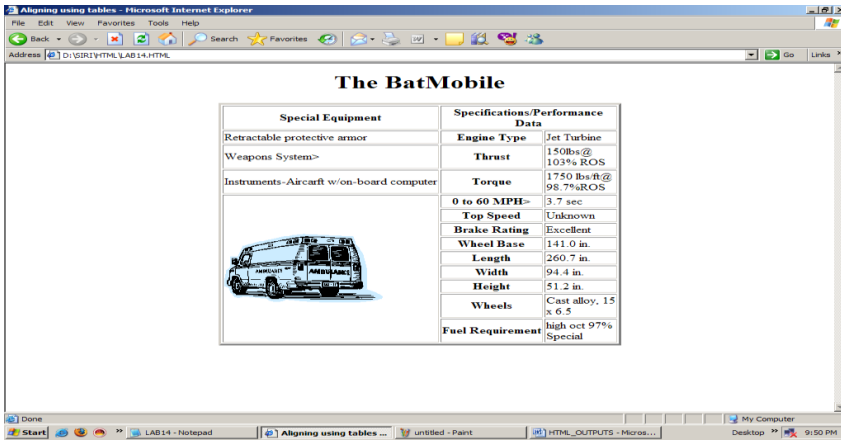 Aligning using tables - Microsoft Internet Explorer
File Edit View Favorites Tools Help
Back Search Favorites
Address D:\SIRI\HTML\LAB14.HTML Go Links
The BatMobile
Special Equipment
Specifications/Performance
Data
Retractable protective armor
Engine Type
Jet Turbine
Weapons System>
Thrust
150lbs@
103% ROS
Instruments-Aircarft w/on-board computer
Torque
1750 lbs/ft@
98.7%ROS
0 to 60 MPH>
3.7 sec
Top Speed
Unknown
Brake Rating
Excellent
Wheel Base
141.0 in.
Length
260.7 in.
Width
94.4 in.
Height
51.2 in.
Wheels
Cast alloy, 15
x 6.5
Fuel Requirement
high oct 97%
Special
AMBULANCE
Done My Computer
Start LAB14 - Notepad Aligning using tables ... untitled - Paint HTML_OUTPUTS - Micros... Desktop 9:50 PM